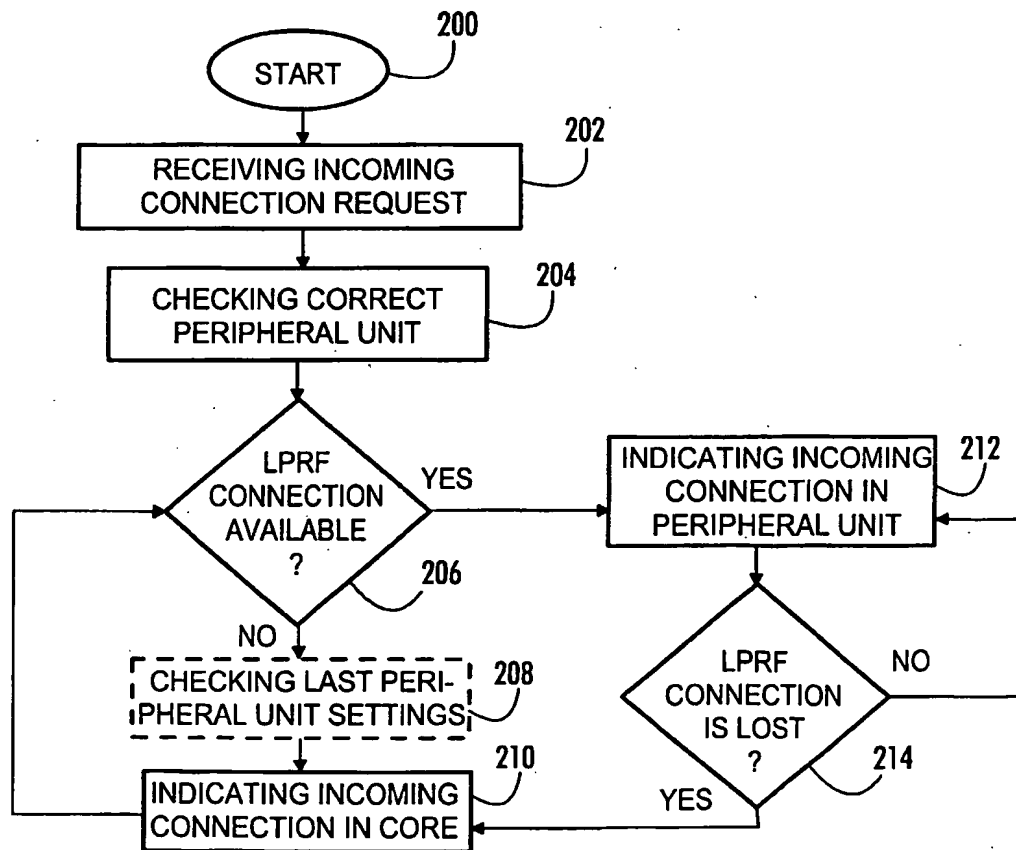 200
START
202
RECEIVING INCOMING
CONNECTION REQUEST
204
CHECKING CORRECT
PERIPHERAL UNIT
LPRF
CONNECTION
AVAILABLE
?
YES
206
NO
INDICATING INCOMING
CONNECTION IN
PERIPHERAL UNIT
212
CHECKING LAST PERI-
PHERAL UNIT SETTINGS
208
LPRF
CONNECTION
IS LOST
?
NO
214
YES
210
INDICATING INCOMING
CONNECTION IN CORE